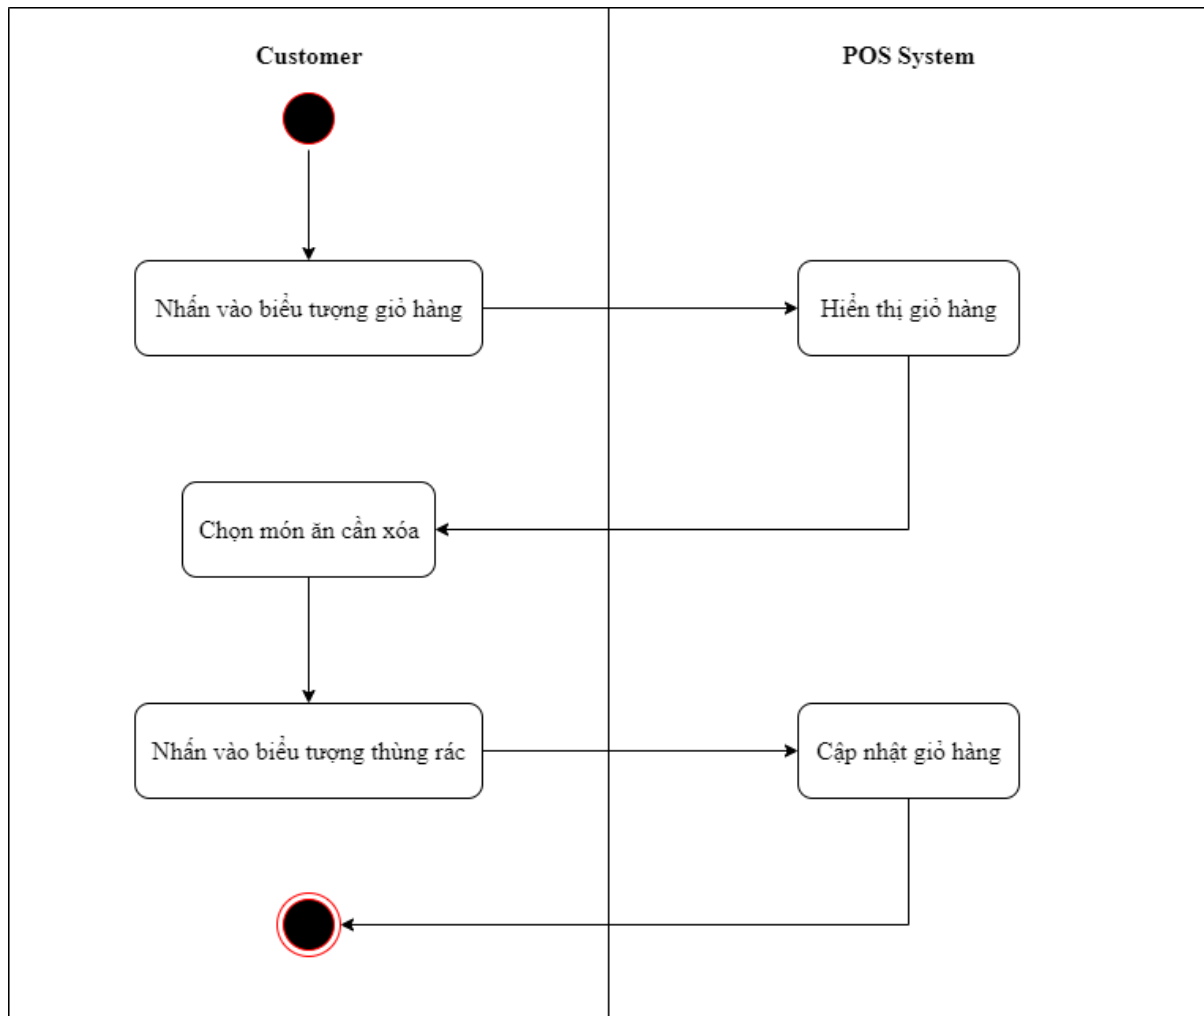 Customer
POS System
Nhấn vào biểu tượng giỏ hàng
Hiển thị giỏ hàng
Chọn món ăn cần xóa
Nhấn vào biểu tượng thùng rác
Cập nhật giỏ hàng